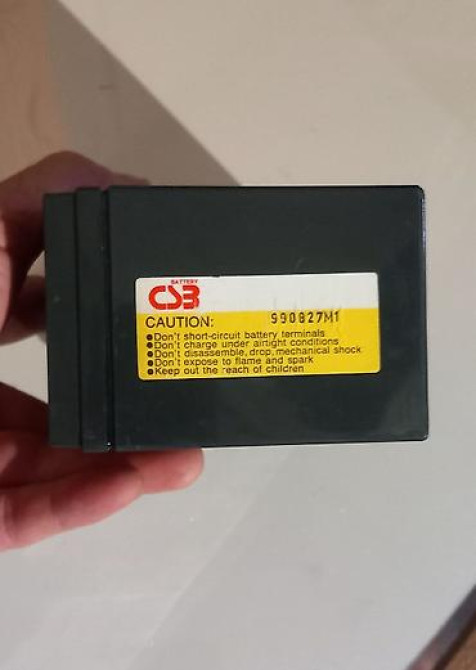 BATTERY
CSB
CAUTION: 990827M1
●Don't short-circuit battery terminals
●Don't charge under airtight conditions
●Don't disassemble, drop, mechanical shock
●Don't expose to flame and spark
●Keep out the reach of children